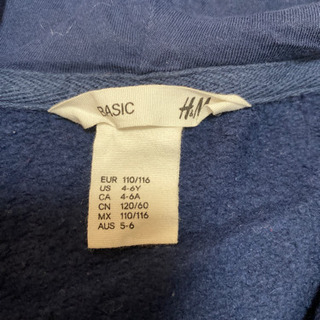 BASIC H&M
EUR 110/116
US 4-6Y
CA 4-6A
CN 120/60
MX 110/116
AUS 5-6